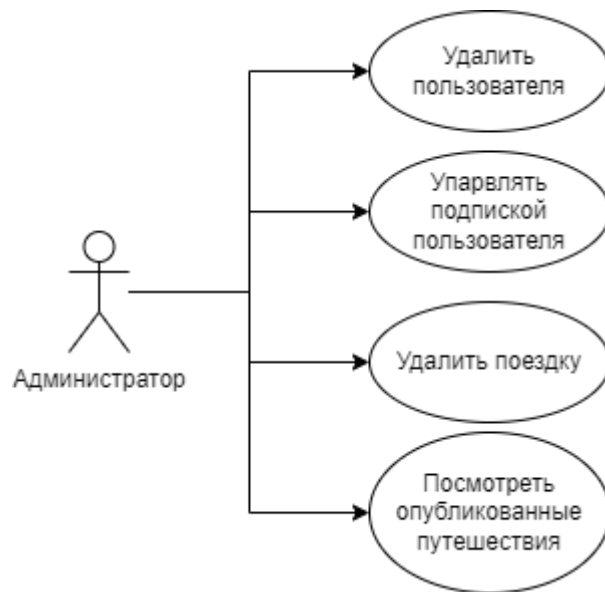 Удалить
пользователя
Упарвлять
подпиской
пользователя
Администратор
Удалить поездку
Посмотреть
опубликованные
путешествия